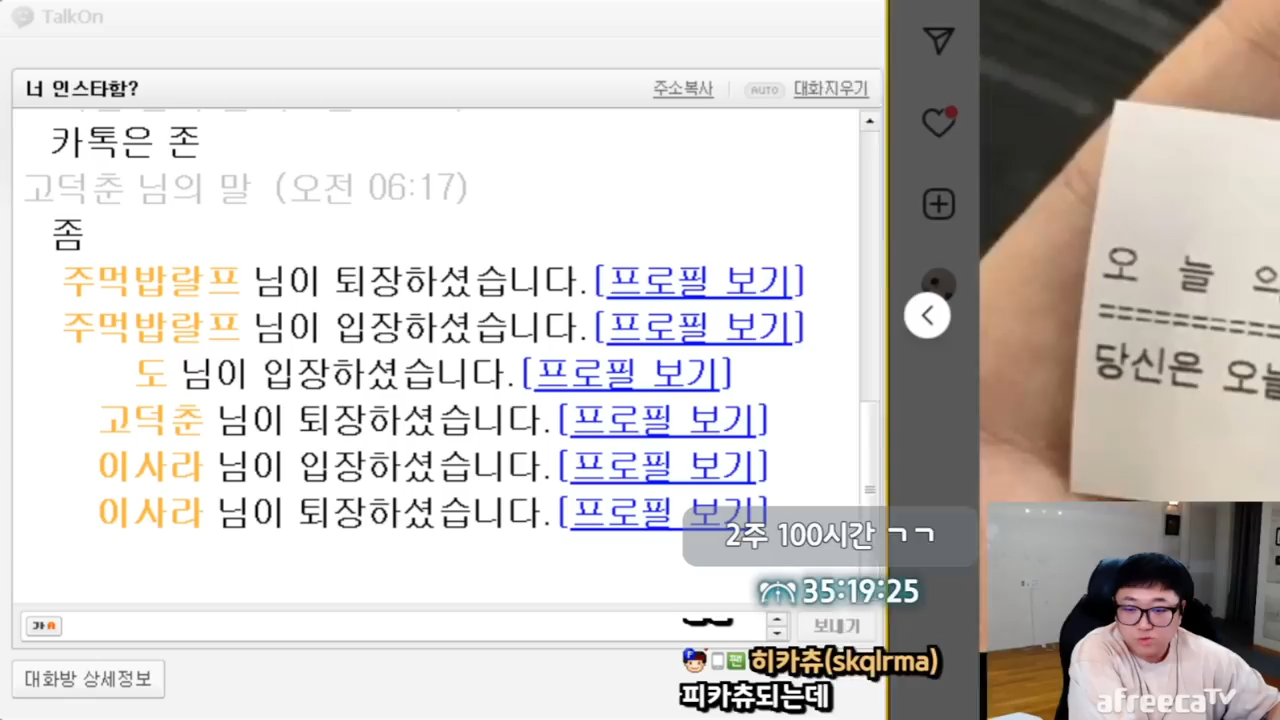 TalkOn
너 인스타함?
주소복사
AUTO
대화지우기
카톡은 존
고덕춘 님의 말 (오전 06:17)
좀
주먹밥랄프 님이 퇴장하셨습니다.[프로필 보기]
주먹밥랄프 님이 입장하셨습니다.[프로필 보기]
도 님이 입장하셨습니다.[프로필 보기]
고덕춘 님이 퇴장하셨습니다.[프로필 보기]
이사라 님이 입장하셨습니다.[프로필 보기]
이사라 님이 퇴장하셨습니다.[프로필 보기]
2주 100시간 ㄱㄱ
35:19:25
보내기
대화방 상세정보
히카츄(skqlrma)
피카츄되는데
오 늘 의
==============
당신은 오늘
afreecaTV